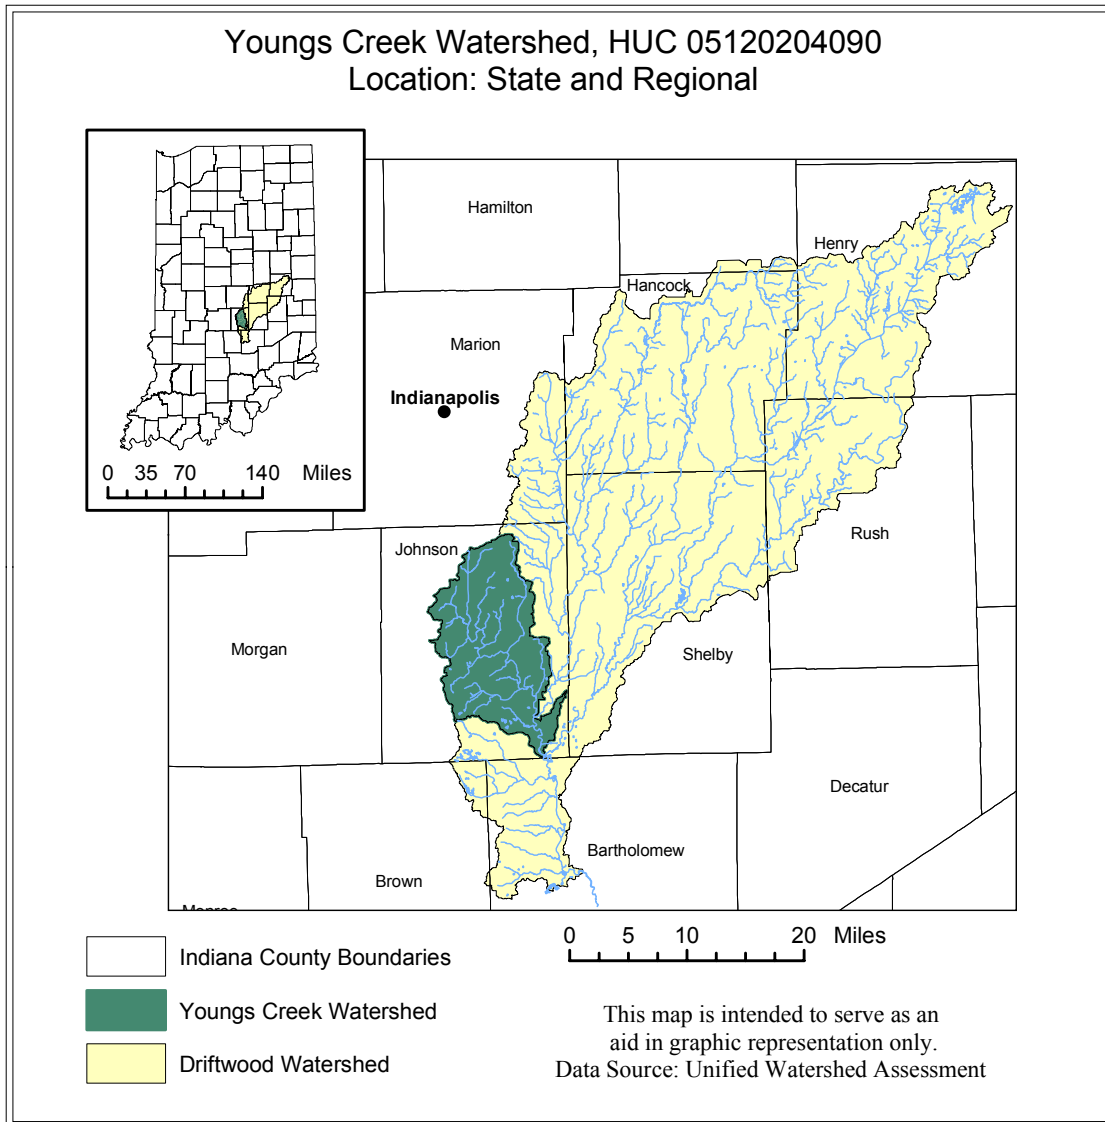 Youngs Creek Watershed, HUC 05120204090
Location: State and Regional
0 35 70 140 Miles
Hamilton
Henry
Hancock
Marion
Indianapolis
Johnson
Rush
Morgan
Shelby
Decatur
Bartholomew
Brown
Monroe
0 5 10 20 Miles
Indiana County Boundaries
Youngs Creek Watershed
Driftwood Watershed
This map is intended to serve as an
aid in graphic representation only.
Data Source: Unified Watershed Assessment